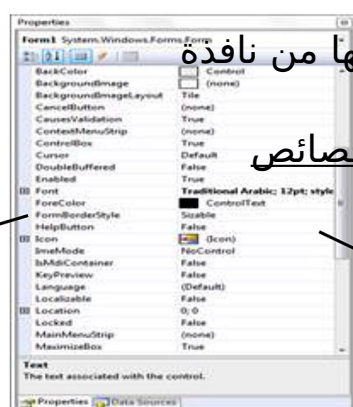 Properties
Form1 System.Windows.Forms.Form
ها من نافذة
BackColor Control
BackgroundImage (none)
BackgroundImageLayout Tile
CancelButton (none)
CausesValidation True
ContextMenuStrip (none)
ControlBox True
Cursor Default
DoubleBuffered False
صائص
Enabled True
Font Traditional Arabic; 12pt; style
ForeColor ControlText
FormBorderStyle Sizable
HelpButton False
Icon (Icon)
ImeMode NoControl
IsMdiContainer False
KeyPreview False
Language (Default)
Localizable False
Location 0; 0
Locked False
MainMenuStrip (none)
MaximizeBox True
Text
The text associated with the control.
Properties Data Sources